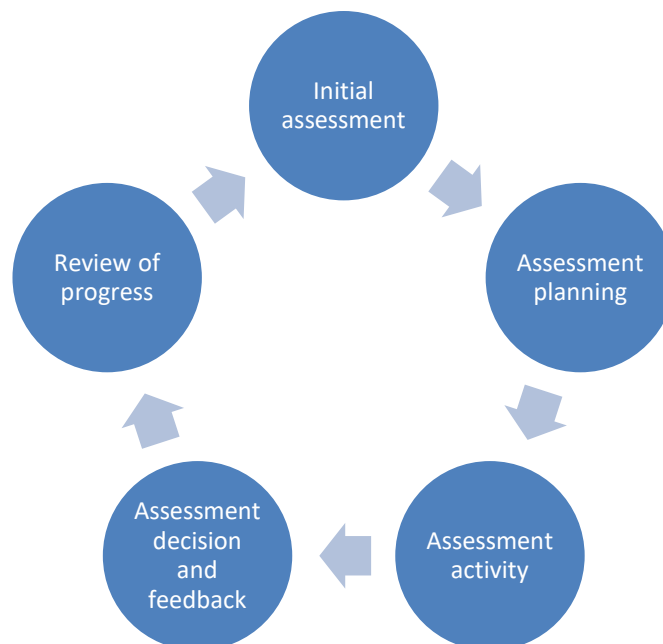 Initial
assessment
Assessment
planning
Assessment
activity
Assessment
decision
and
feedback
Review of
progress